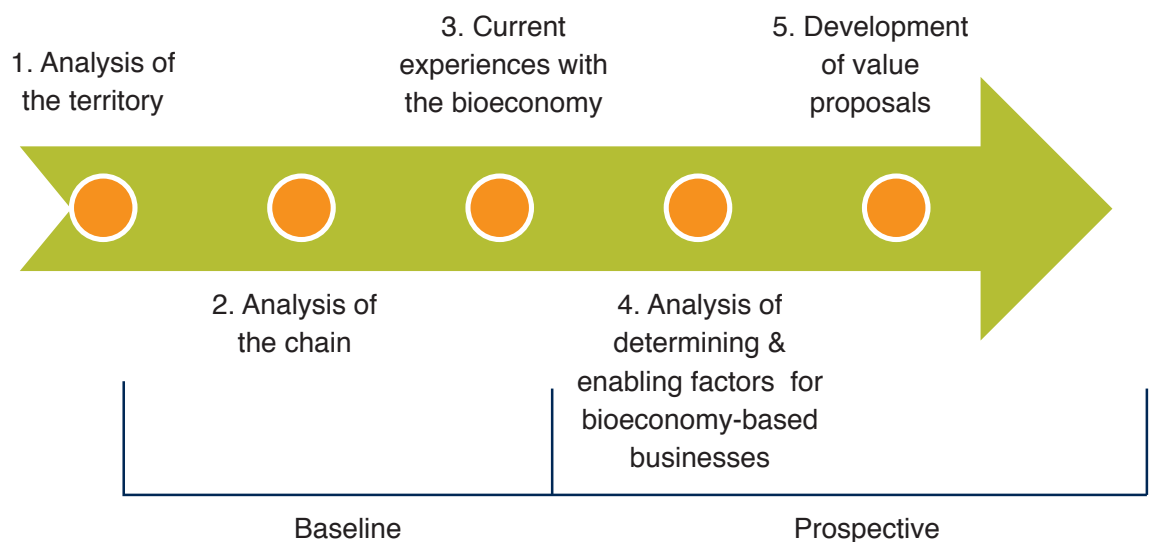 1. Analysis of
the territory
2. Analysis of
the chain
3. Current
experiences with
the bioeconomy
4. Analysis of
determining &
enabling factors for
bioeconomy-based
businesses
5. Development
of value
proposals
Baseline
Prospective